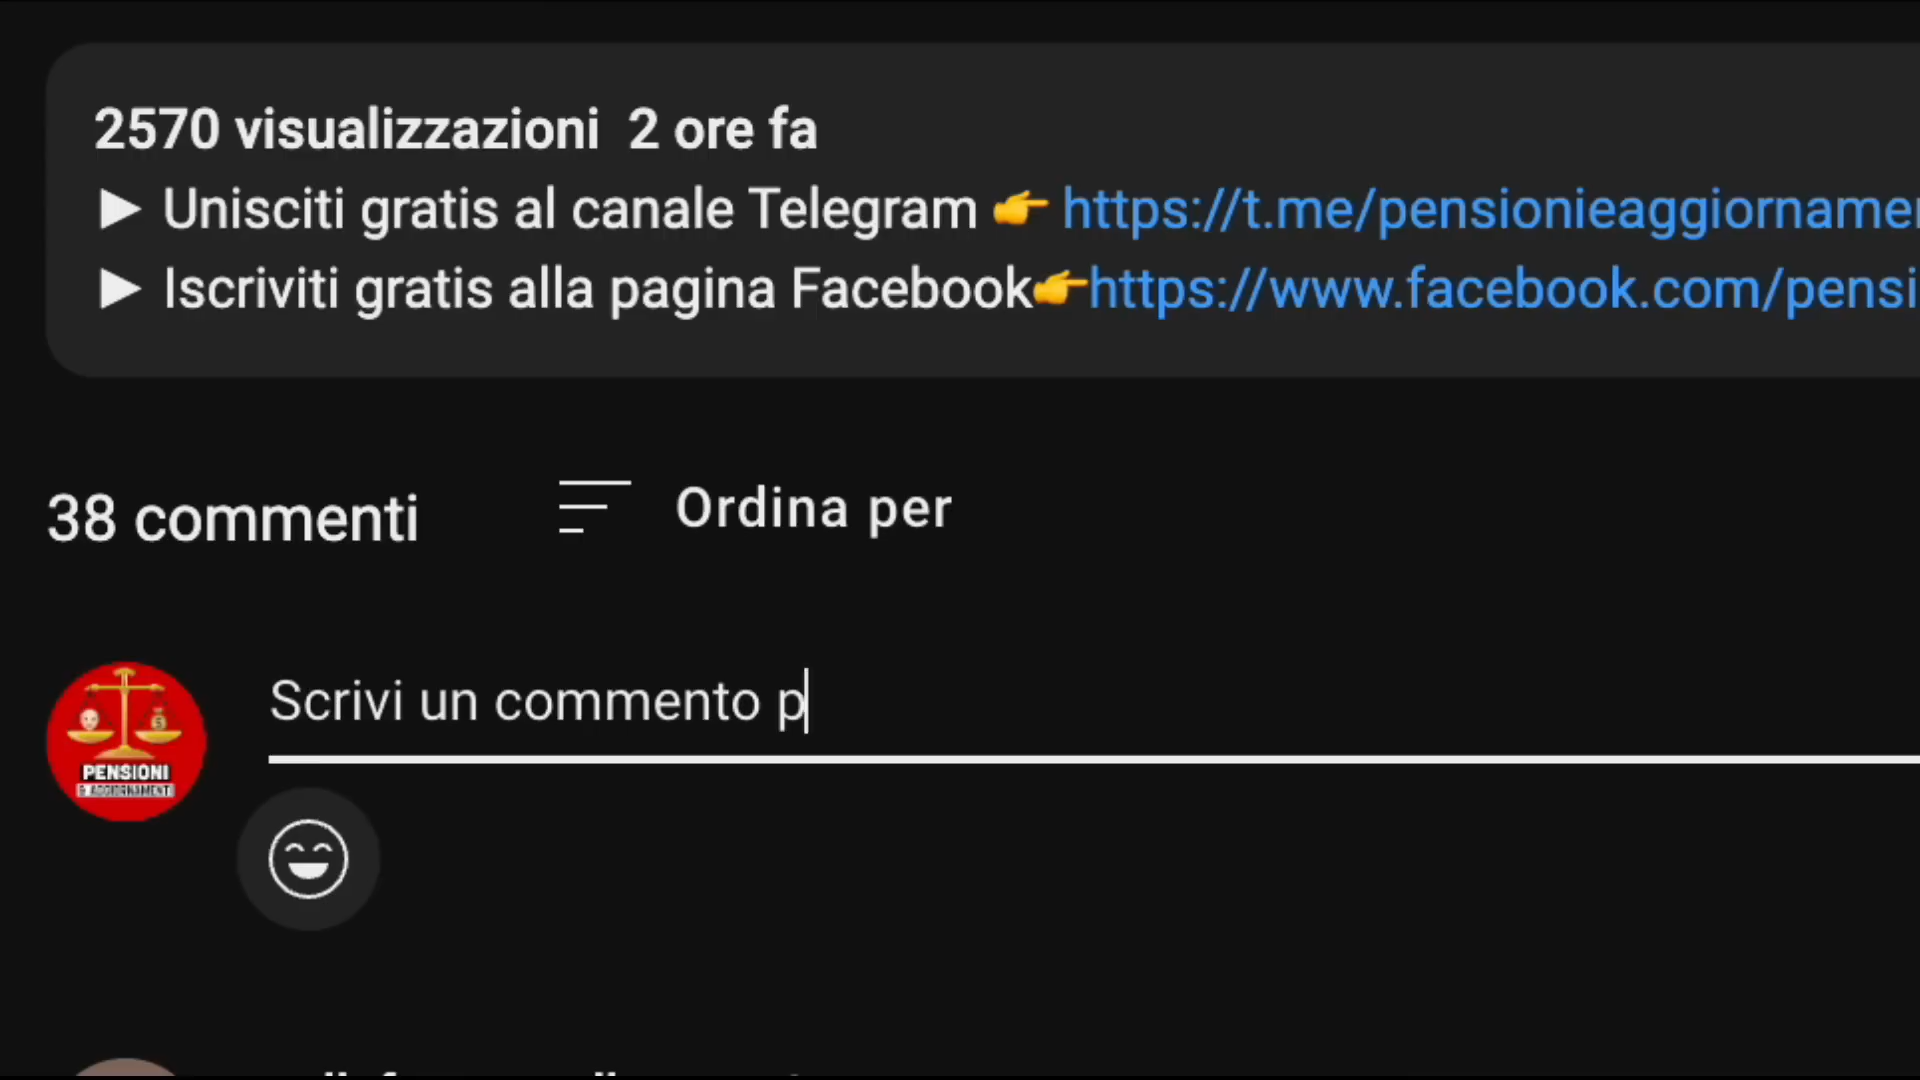 2570 visualizzazioni 2 ore fa
▶ Unisciti gratis al canale Telegram 👉 https://t.me/pensionieaggiornamen
▶ Iscriviti gratis alla pagina Facebook👉https://www.facebook.com/pensi
38 commenti
Ordina per
Scrivi un commento p
PENSIONI
& AGGIORNAMENTI